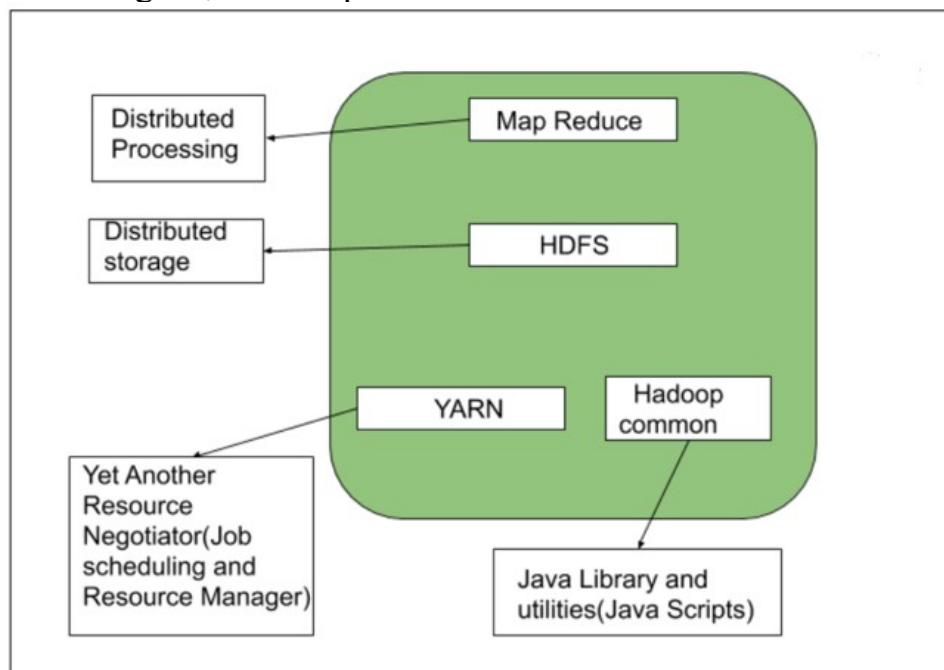 Distributed
Processing
Map Reduce
Distributed
storage
HDFS
YARN
Hadoop
common
Yet Another
Resource
Negotiator(Job
scheduling and
Resource Manager)
Java Library and
utilities(Java Scripts)